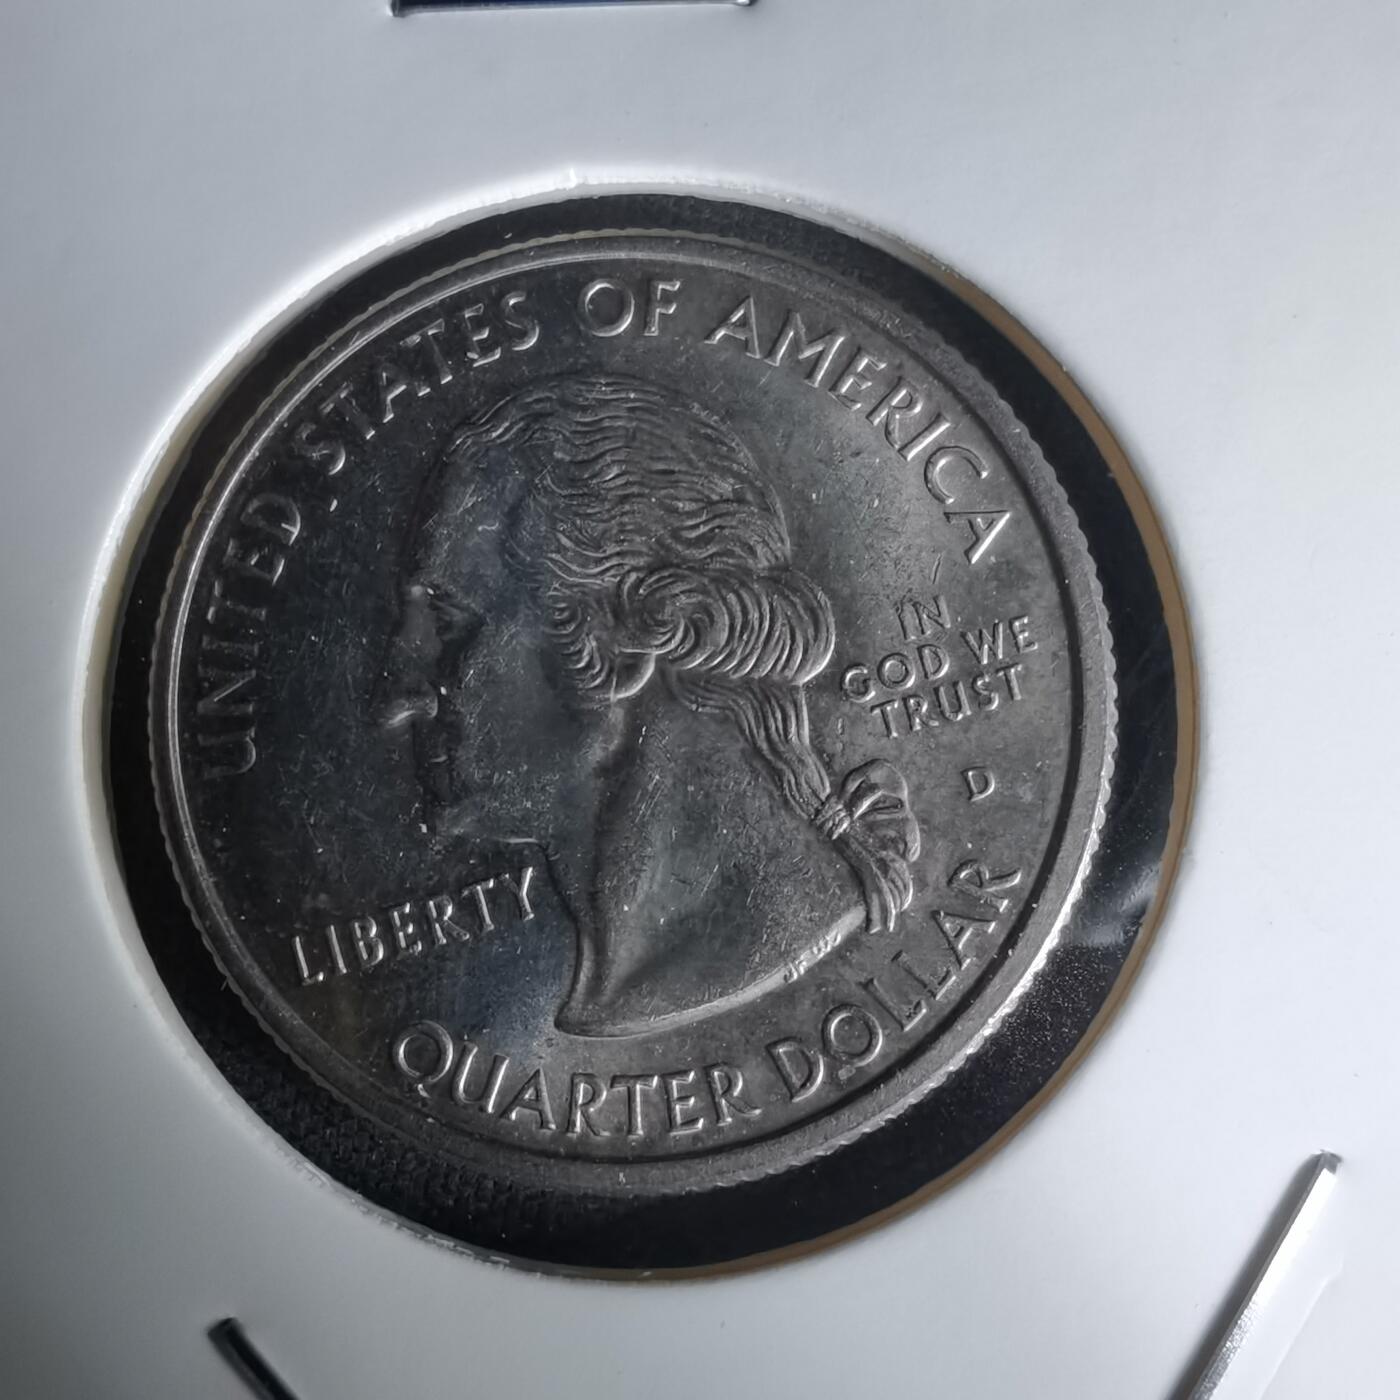 UNITED STATES OF AMERICA
IN
GOD WE
TRUST
D
LIBERTY
QUARTER DOLLAR